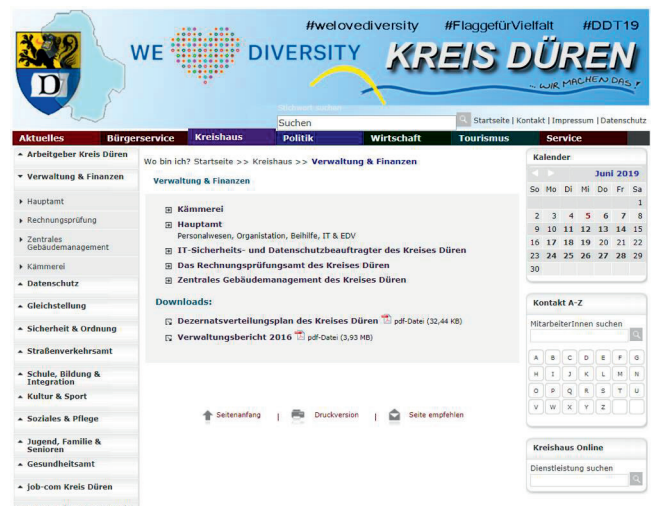 #welovediversity #FlaggefürVielfalt #DDT19
WE DIVERSITY
KREIS DÜREN
... WIR MACHEN DAS!
D
Suchen
Startseite | Kontakt | Impressum | Datenschutz
Aktuelles Bürgerservice Kreishaus Politik Wirtschaft Tourismus Service
Arbeitgeber Kreis Düren
Verwaltung & Finanzen
Hauptamt
Rechnungsprüfung
Zentrales
Gebäudemanagement
Kämmerei
Datenschutz
Gleichstellung
Sicherheit & Ordnung
Straßenverkehrsamt
Schule, Bildung &
Integration
Kultur & Sport
Soziales & Pflege
Jugend, Familie &
Senioren
Gesundheitsamt
job-com Kreis Düren
Wo bin ich? Startseite >> Kreishaus >> Verwaltung & Finanzen
Verwaltung & Finanzen
Kämmerei
Hauptamt
Personalwesen, Organistation, Beihilfe, IT & EDV
IT-Sicherheits- und Datenschutzbeauftragter des Kreises Düren
Das Rechnungsprüfungsamt des Kreises Düren
Zentrales Gebäudemanagement des Kreises Düren
Downloads:
Dezernatsverteilungsplan des Kreises Düren pdf-Datei (32,44 KB)
Verwaltungsbericht 2016 pdf-Datei (3,93 MB)
Seitenanfang | Druckversion | Seite empfehlen
Kalender
Juni 2019
So Mo Di Mi Do Fr Sa
1
2 3 4 5 6 7 8
9 10 11 12 13 14 15
16 17 18 19 20 21 22
23 24 25 26 27 28 29
30
Kontakt A-Z
MitarbeiterInnen suchen
A B C D E F G
H I J K L M N
O P Q R S T U
V W X Y Z
Kreishaus Online
Dienstleistung suchen